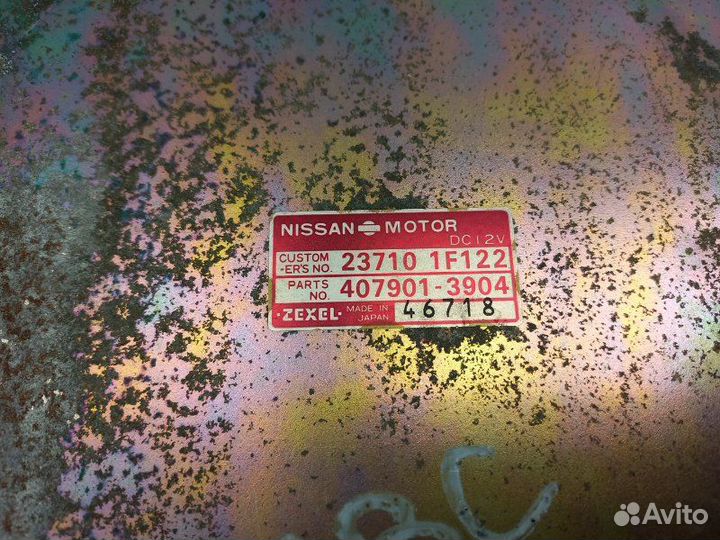 NISSAN MOTOR
DC12V
CUSTOM
-ER'S NO. 23710 1F122
PARTS
NO. 407901-3904
·ZEXEL· MADE IN
JAPAN 46718
Avito